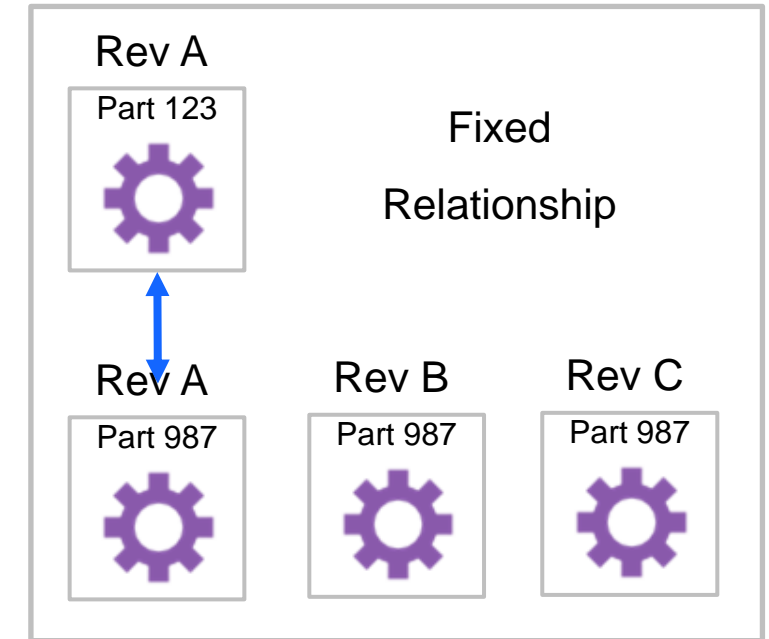 Rev A
Part 123
Fixed
Relationship
Rev A
Part 987
Rev B
Part 987
Rev C
Part 987